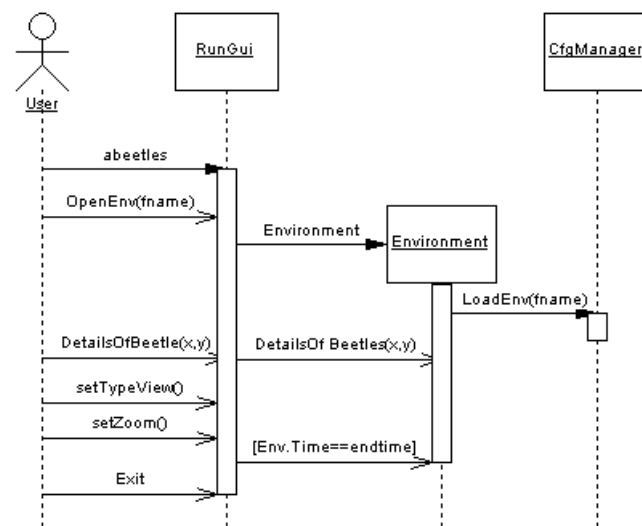 RunGui
CfgManager
User
abeetles
OpenEnv(fname)
Environment
Environment
LoadEnv(fname)
DetailsOfBeetle(x,y)
DetailsOf Beetles(x,y)
setTypeView()
setZoom()
[Env.Time==endtime]
Exit